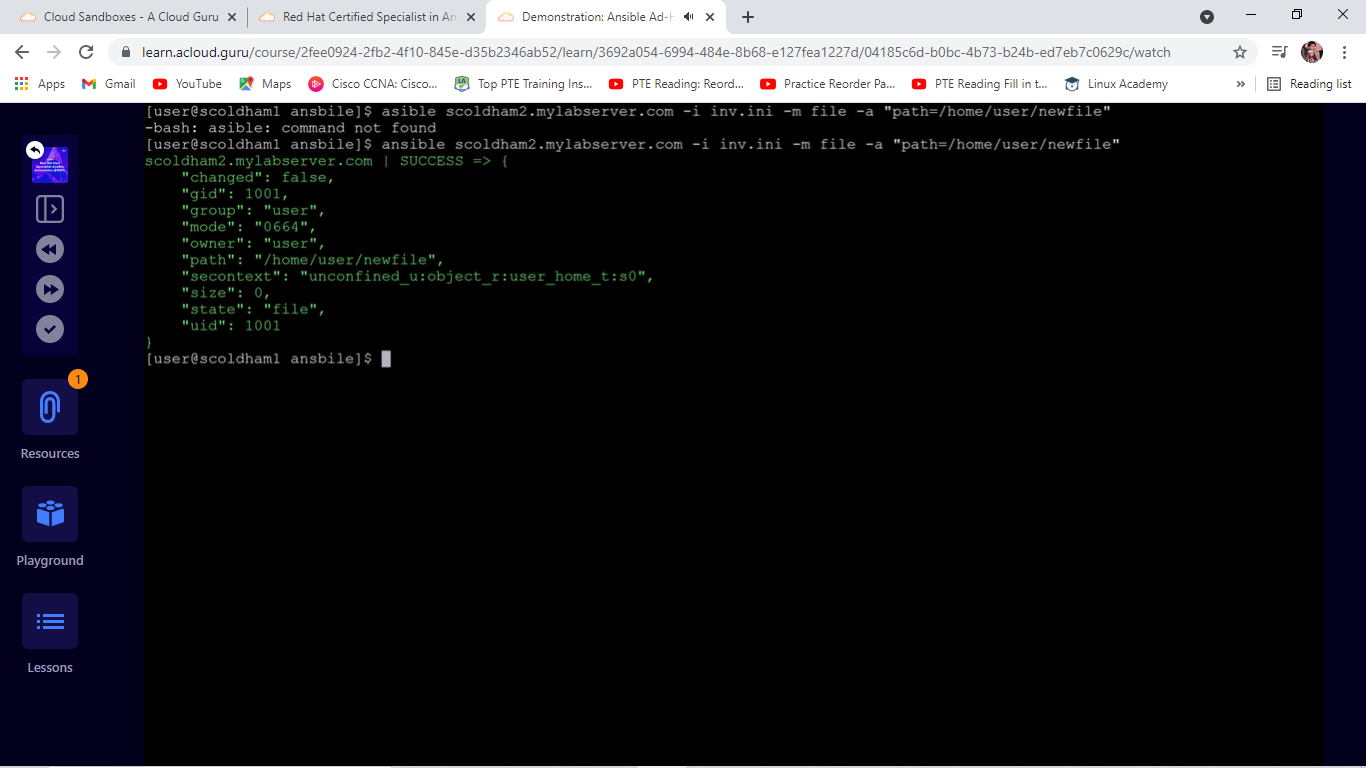 Cloud Sandboxes - A Cloud Guru
Red Hat Certified Specialist in An
Demonstration: Ansible Ad-H
learn.acloud.guru/course/2fee0924-2fb2-4f10-845e-d35b2346ab52/learn/3692a054-6994-484e-8b68-e127fea1227d/04185c6d-b0bc-4b73-b24b-ed7eb7c0629c/watch
Apps Gmail YouTube Maps Cisco CCNA: Cisco... Top PTE Training Ins... PTE Reading: Reord... Practice Reorder Pa... PTE Reading Fill in t... Linux Academy » Reading list
[user@scoldham1 ansbile]$ asible scoldham2.mylabserver.com -i inv.ini -m file -a "path=/home/user/newfile"
-bash: asible: command not found
[user@scoldham1 ansbile]$ ansible scoldham2.mylabserver.com -i inv.ini -m file -a "path=/home/user/newfile"
scoldham2.mylabserver.com | SUCCESS => {
"changed": false,
"gid": 1001,
"group": "user",
"mode": "0664",
"owner": "user",
"path": "/home/user/newfile",
"secontext": "unconfined_u:object_r:user_home_t:s0",
"size": 0,
"state": "file",
"uid": 1001
}
[user@scoldham1 ansbile]$
1
Resources
Playground
Lessons